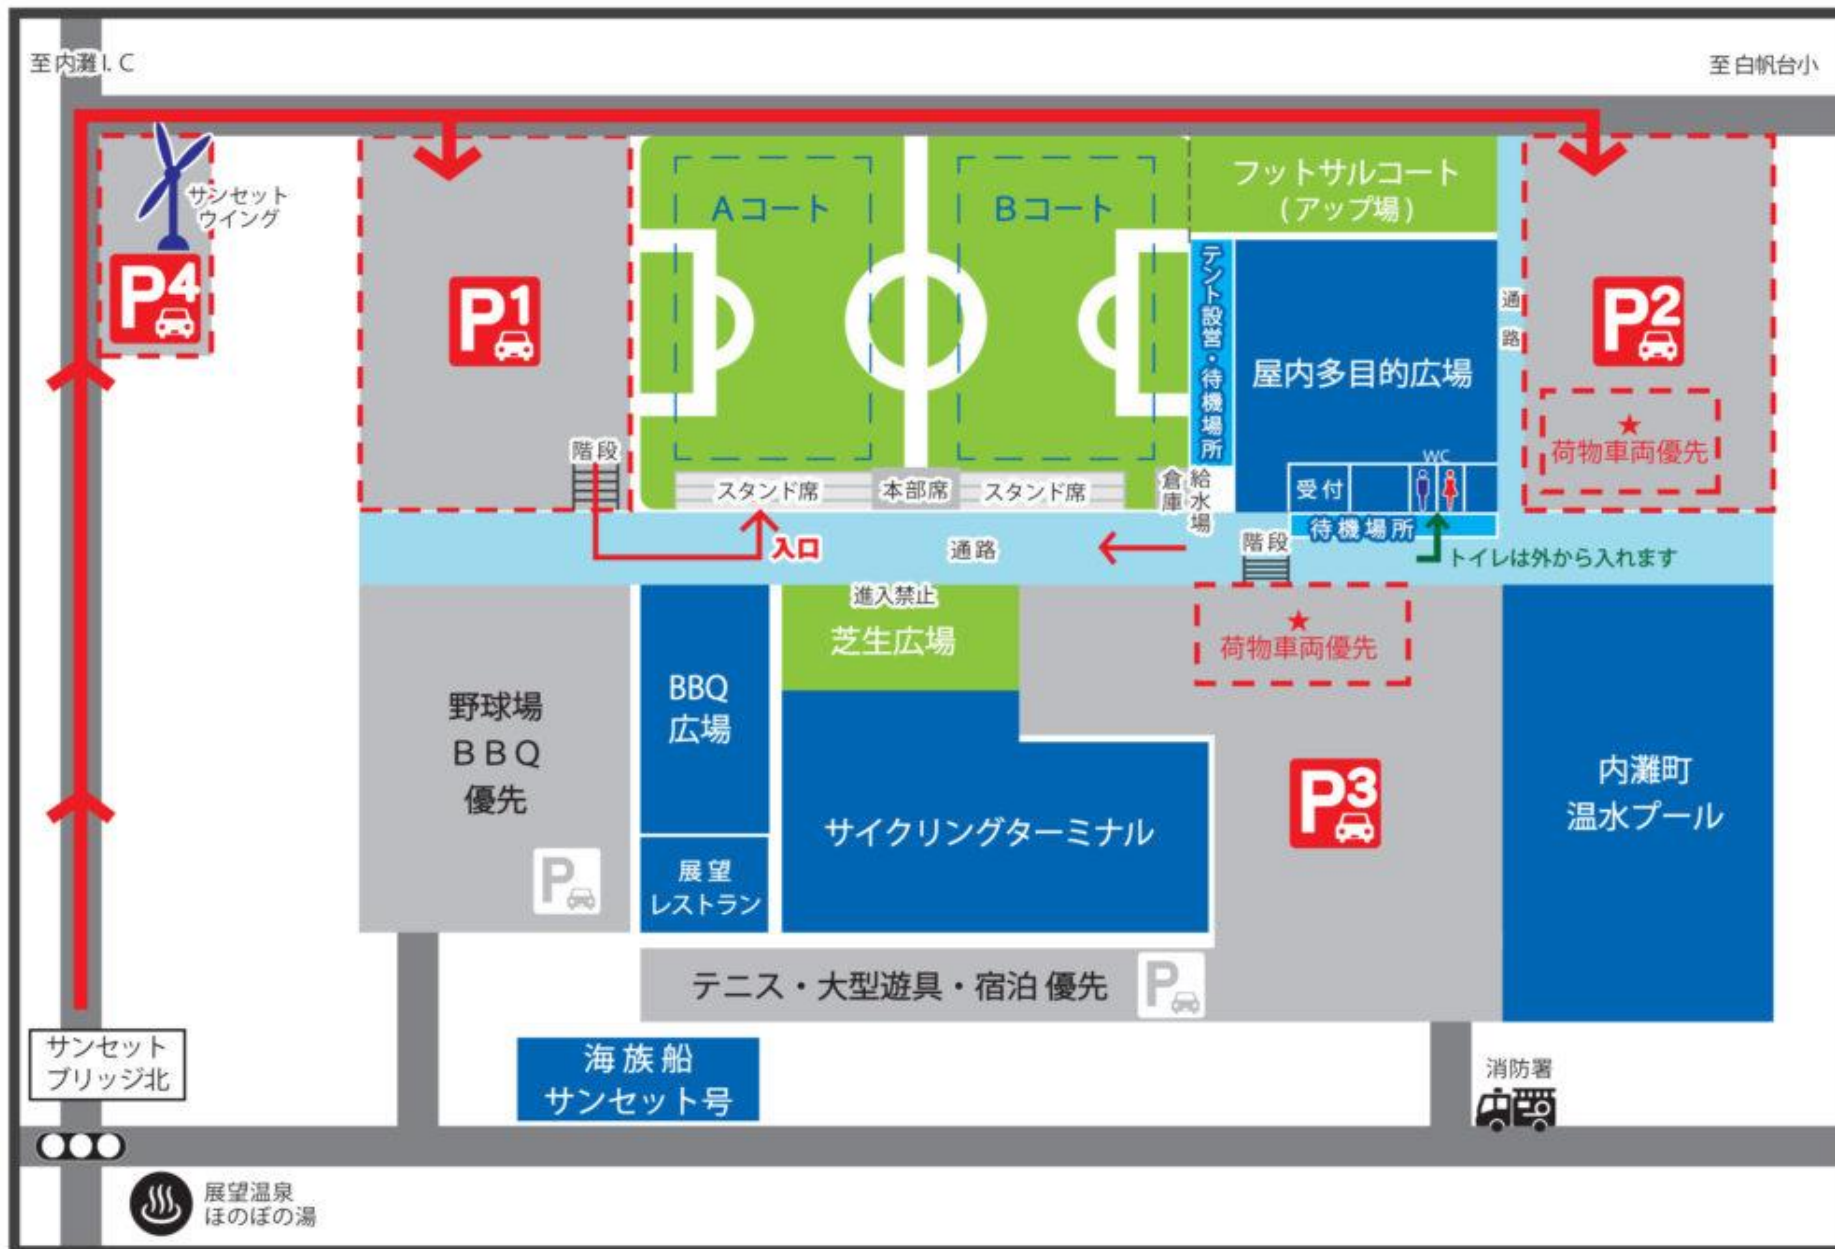 至内灘I.C
至白帆台小
サンセット
ウイング
P4
P1
Aコート
Bコート
フットサルコート
(アップ場)
テント設営・待機場所
屋内多目的広場
通路
P2
★
荷物車両優先
階段
スタンド席
本部席
スタンド席
倉庫
給水場
受付
WC
待機場所
トイレは外から入れます
入口
通路
階段
進入禁止
芝生広場
★
荷物車両優先
野球場
BBQ
優先
P
BBQ
広場
展望
レストラン
サイクリングターミナル
P3
内灘町
温水プール
テニス・大型遊具・宿泊 優先
P
サンセット
ブリッジ北
海族船
サンセット号
消防署
展望温泉
ほのぼの湯